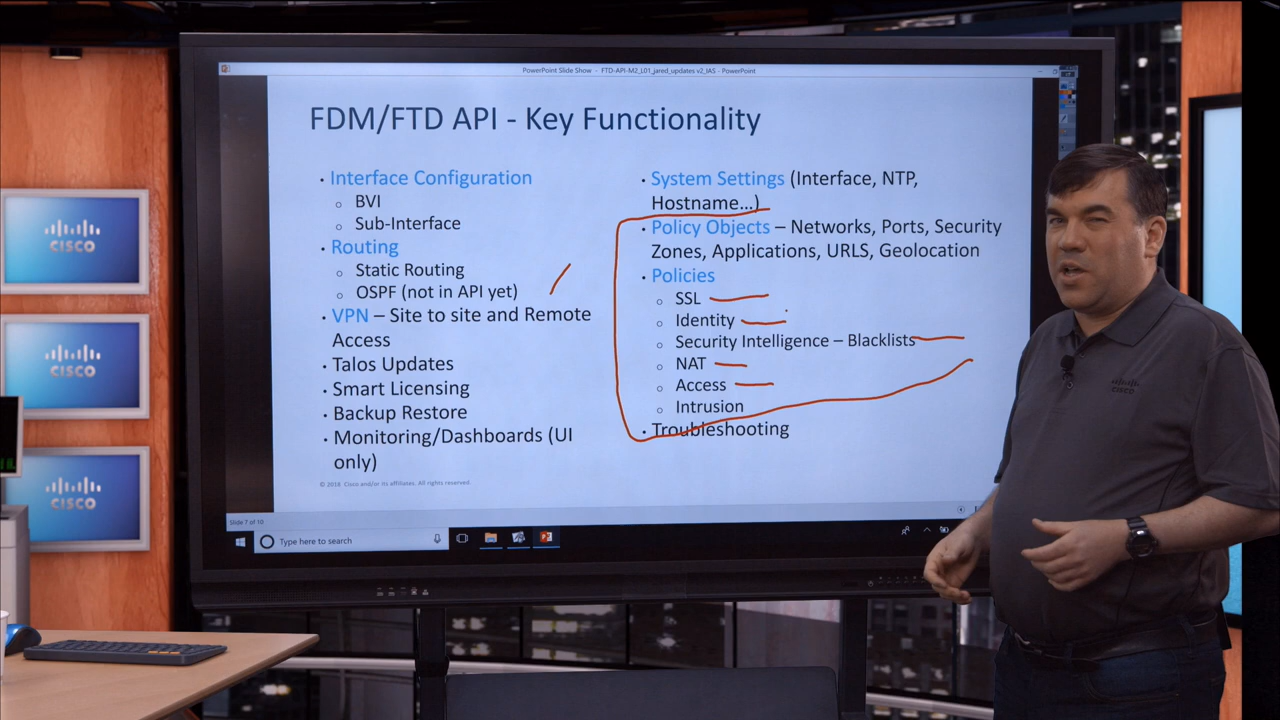 PowerPoint Slide Show - FTD-API-M2_L01_jared_updates v2_IAS - PowerPoint
FDM/FTD API - Key Functionality
• Interface Configuration
○ BVI
○ Sub-Interface
• Routing
○ Static Routing
○ OSPF (not in API yet)
• VPN – Site to site and Remote
Access
• Talos Updates
• Smart Licensing
• Backup Restore
• Monitoring/Dashboards (UI
only)
• System Settings (Interface, NTP,
Hostname...)
• Policy Objects – Networks, Ports, Security
Zones, Applications, URLS, Geolocation
• Policies
○ SSL
○ Identity
○ Security Intelligence – Blacklists
○ NAT
○ Access
○ Intrusion
• Troubleshooting
© 2018 Cisco and/or its affiliates. All rights reserved.
Slide 7 of 10
Type here to search
CISCO
CISCO
CISCO
CISCO